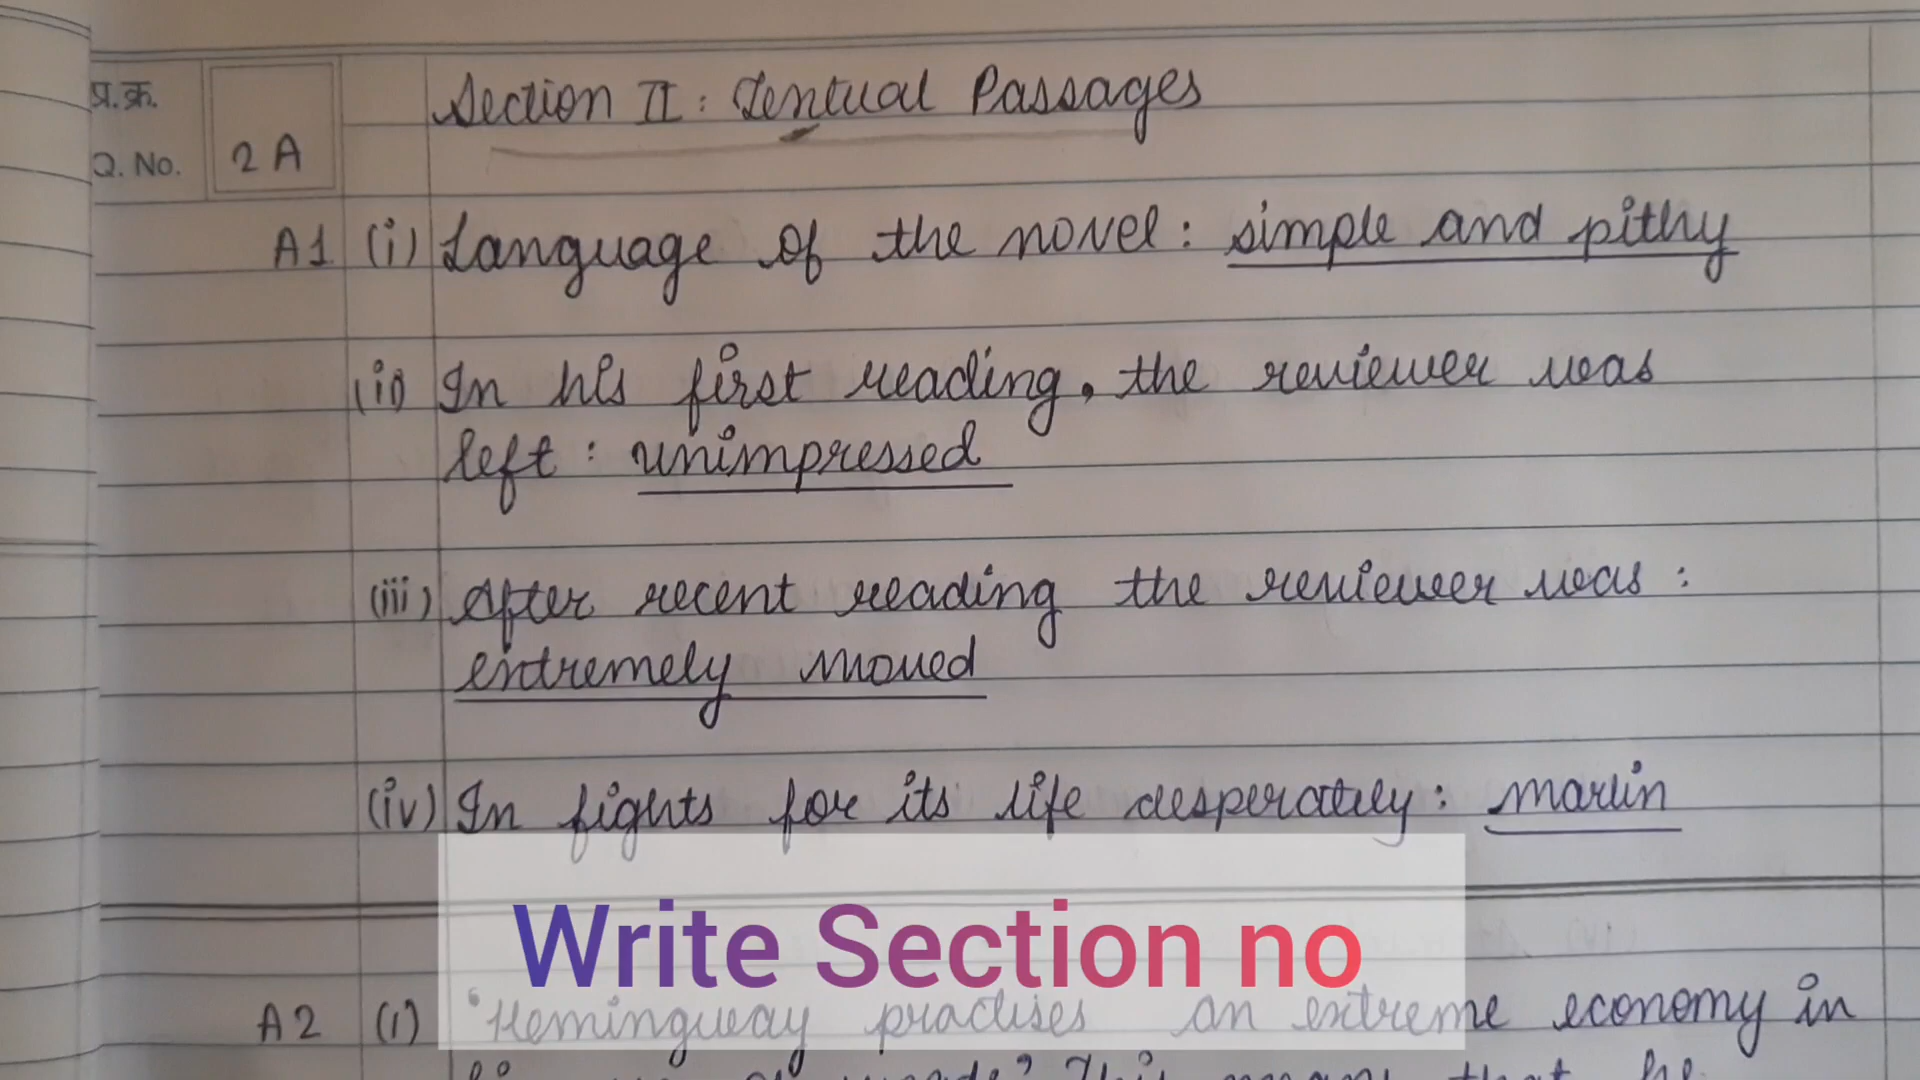 प्र.क्र.
Q. No.
2 A
Section II : Textual Passages
A1 (i) Language of the novel : simple and pithy
(ii) In his first reading, the reviewer was
left : unimpressed
(iii) After recent reading the reviewer was :
extremely moved
(iv) In fights for its life desperately : marlin
Write Section no
A2 (i) 'Hemingway practises an extreme economy in